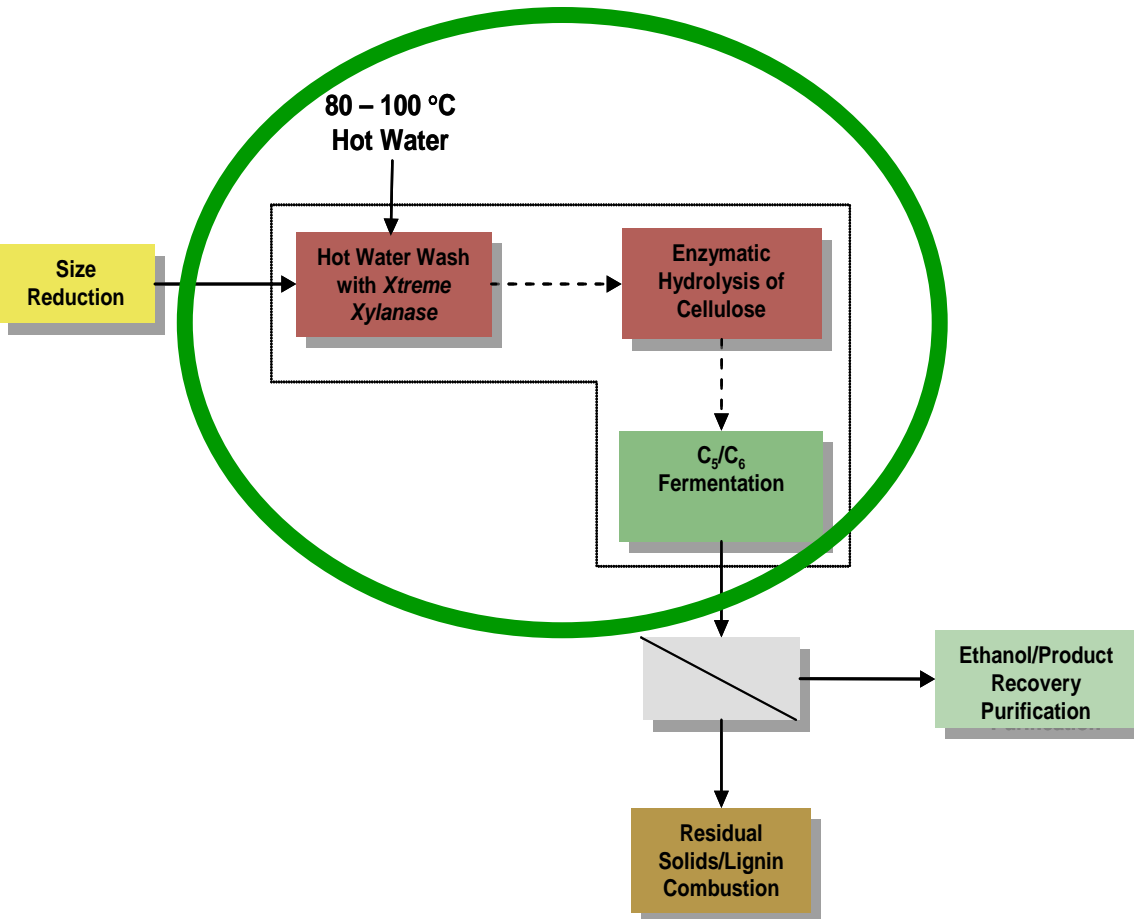 80 – 100 °C
Hot Water
Size
Reduction
Hot Water Wash
with Xtreme
Xylanase
Enzymatic
Hydrolysis of
Cellulose
C₅/C₆
Fermentation
Ethanol/Product
Recovery
Purification
Residual
Solids/Lignin
Combustion